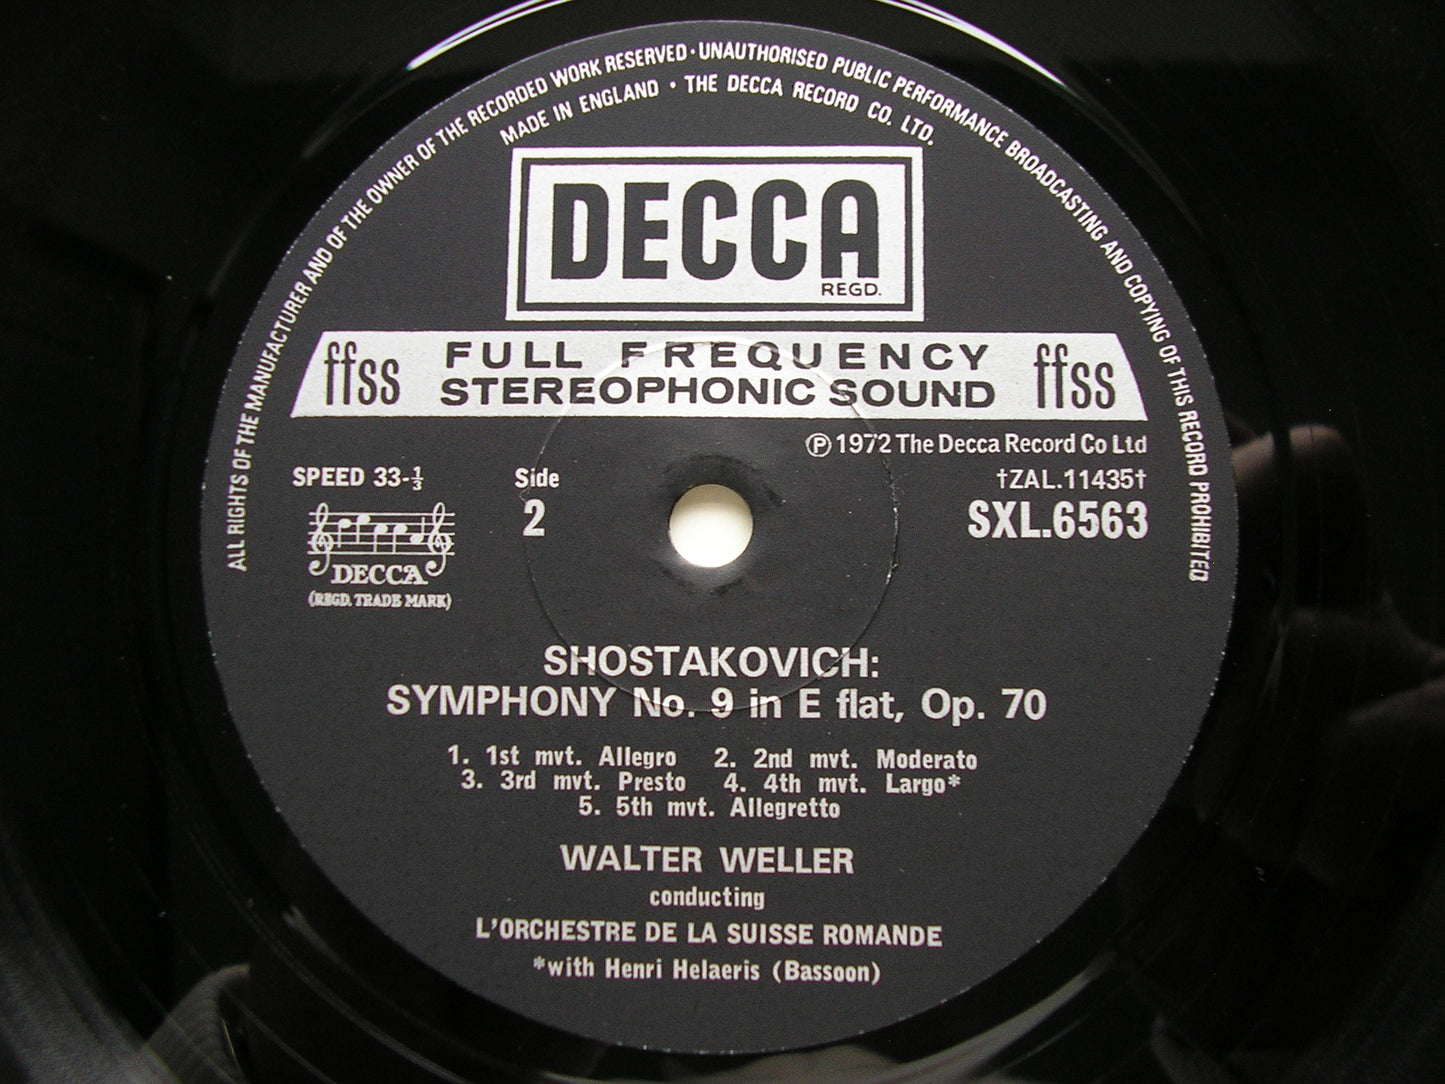 ALL RIGHTS OF THE MANUFACTURER AND OF THE OWNER OF THE RECORDED WORK RESERVED · UNAUTHORISED PUBLIC PERFORMANCE BROADCASTING AND COPYING OF THIS RECORD PROHIBITED
MADE IN ENGLAND • THE DECCA RECORD CO. LTD.
DECCA
REGD.
ffss FULL FREQUENCY STEREOPHONIC SOUND ffss
Ⓟ 1972 The Decca Record Co Ltd
SPEED 33-⅓
Side
2
†ZAL.11435†
SXL.6563
DECCA
(REGD. TRADE MARK)
SHOSTAKOVICH:
SYMPHONY No. 9 in E flat, Op. 70
1. 1st mvt. Allegro 2. 2nd mvt. Moderato
3. 3rd mvt. Presto 4. 4th mvt. Largo*
5. 5th mvt. Allegretto
WALTER WELLER
conducting
L'ORCHESTRE DE LA SUISSE ROMANDE
*with Henri Helaeris (Bassoon)